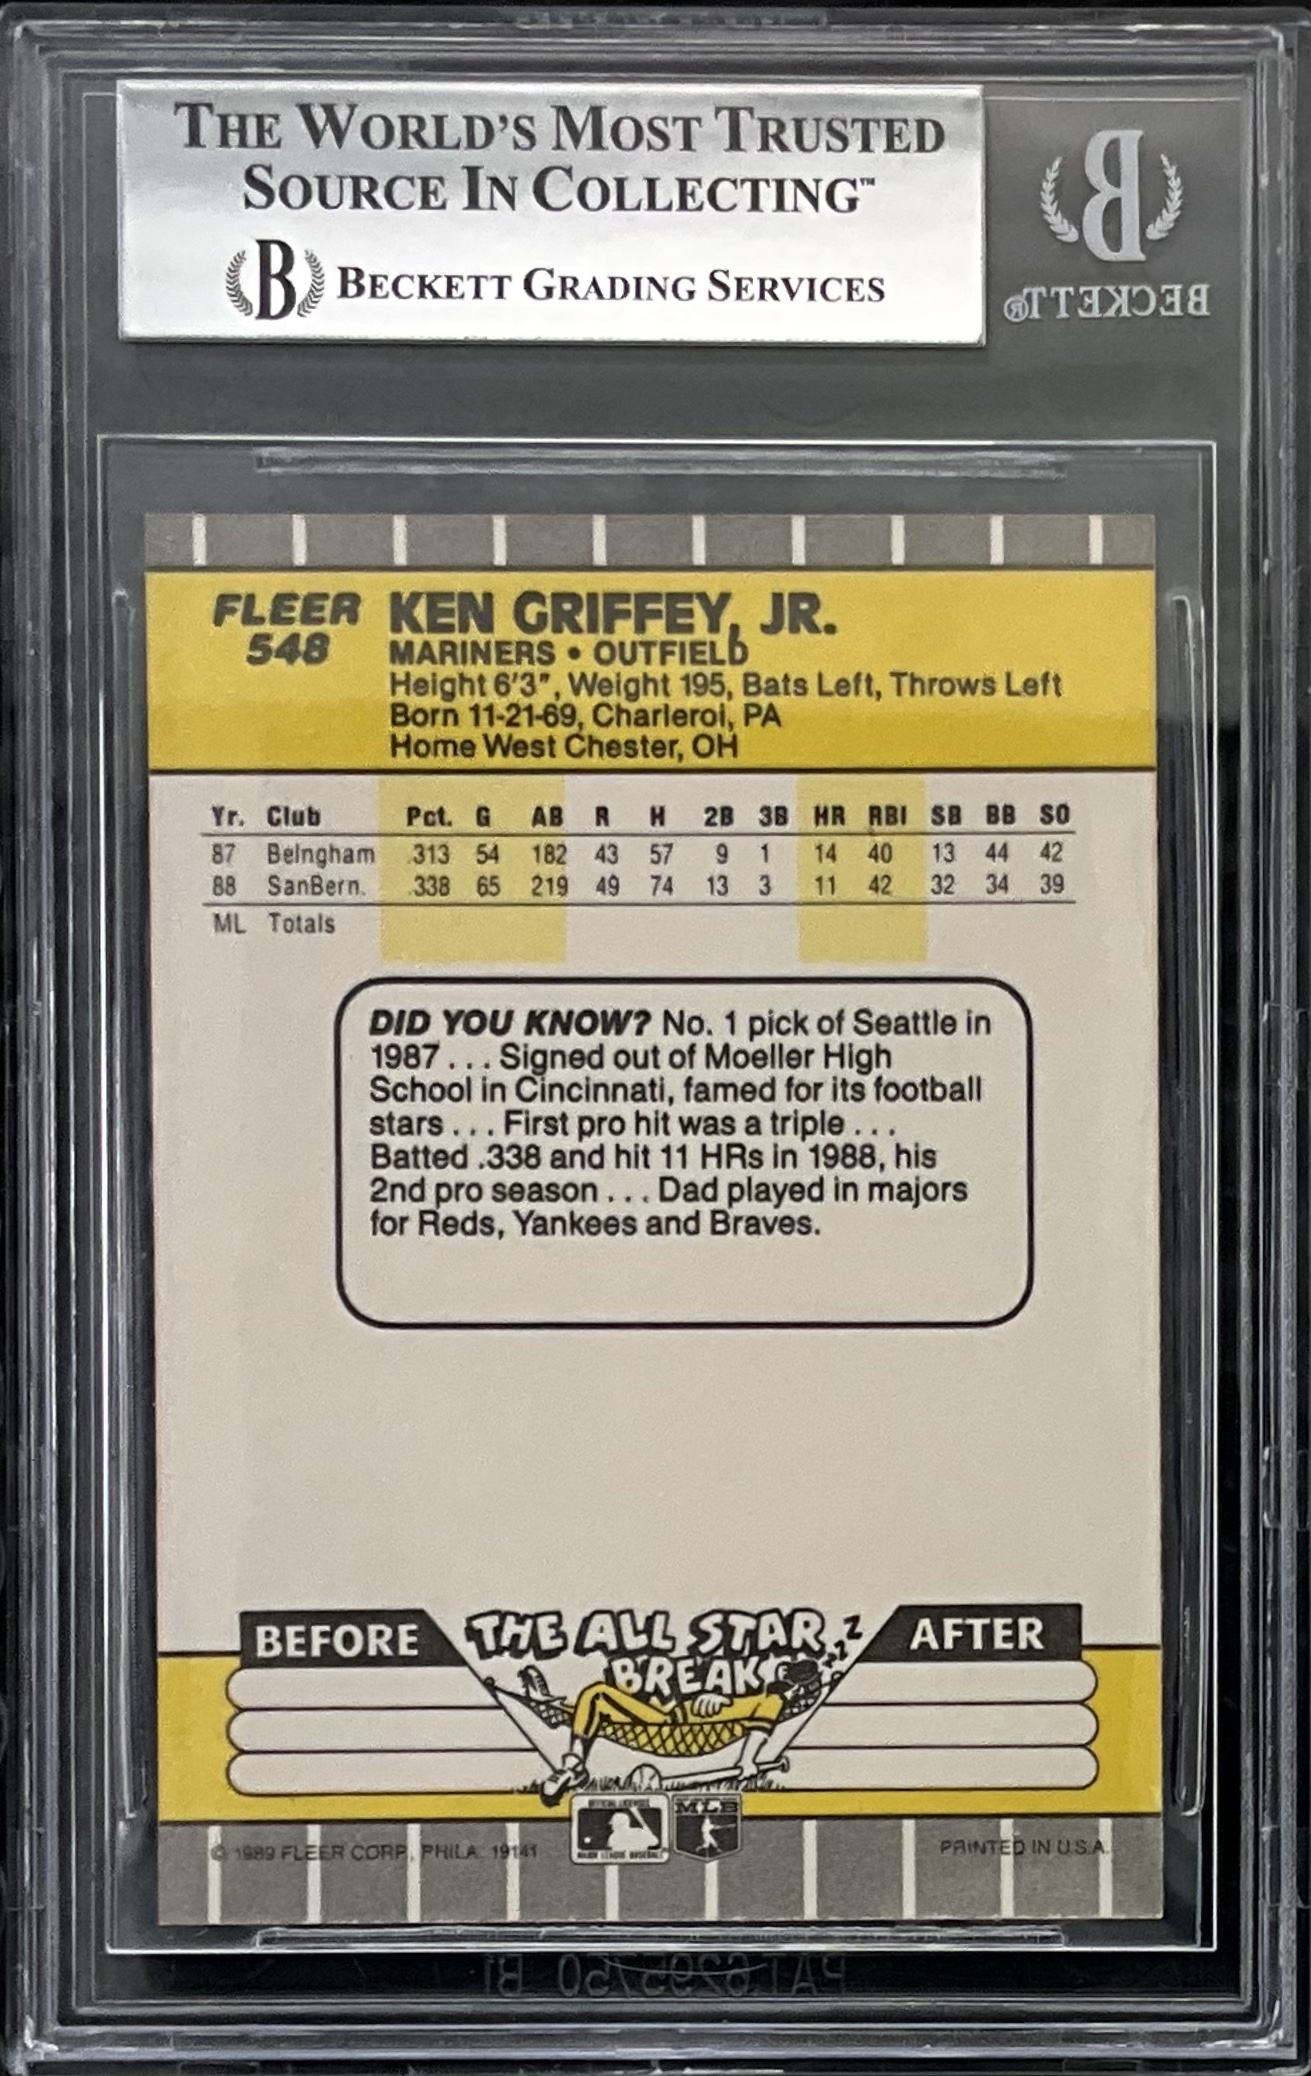 THE WORLD'S MOST TRUSTED
SOURCE IN COLLECTING™
B BECKETT GRADING SERVICES
B
BECKETT®
FLEER
548
KEN GRIFFEY, JR.
MARINERS • OUTFIELD
Height 6'3", Weight 195, Bats Left, Throws Left
Born 11-21-69, Charleroi, PA
Home West Chester, OH
Yr. Club Pct. G AB R H 2B 3B HR RBI SB BB SO
87 Belngham .313 54 182 43 57 9 1 14 40 13 44 42
88 SanBern. .338 65 219 49 74 13 3 11 42 32 34 39
ML Totals
DID YOU KNOW? No. 1 pick of Seattle in
1987 . . . Signed out of Moeller High
School in Cincinnati, famed for its football
stars . . . First pro hit was a triple . . .
Batted .338 and hit 11 HRs in 1988, his
2nd pro season . . . Dad played in majors
for Reds, Yankees and Braves.
BEFORE
THE ALL STAR
BREAK
zzZ
AFTER
© 1989 FLEER CORP., PHILA. 19141
MLB
PRINTED IN U.S.A.